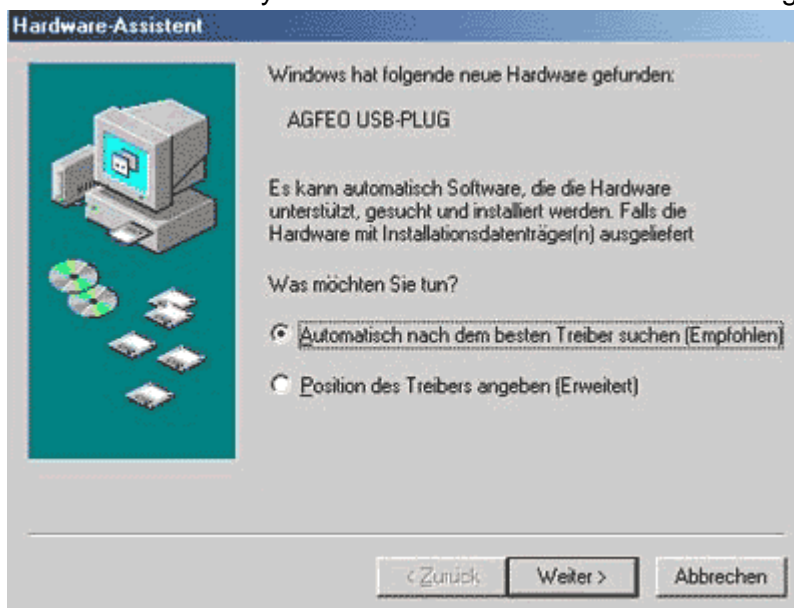 Hardware-Assistent
Windows hat folgende neue Hardware gefunden:
AGFEO USB-PLUG
Es kann automatisch Software, die die Hardware
unterstützt, gesucht und installiert werden. Falls die
Hardware mit Installationsdatenträger(n) ausgeliefert
Was möchten Sie tun?
Automatisch nach dem besten Treiber suchen (Empfohlen)
Position des Treibers angeben (Erweitert)
< Zurück Weiter > Abbrechen